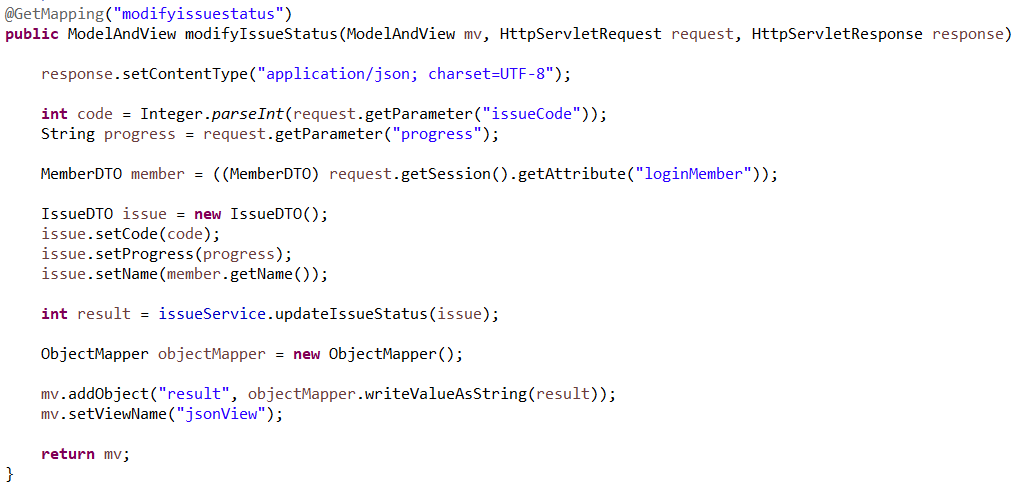 @GetMapping("modifyissuestatus")
public ModelAndView modifyIssueStatus(ModelAndView mv, HttpServletRequest request, HttpServletResponse response)
response.setContentType("application/json; charset=UTF-8");
int code = Integer.parseInt(request.getParameter("issueCode"));
String progress = request.getParameter("progress");
MemberDTO member = ((MemberDTO) request.getSession().getAttribute("loginMember"));
IssueDTO issue = new IssueDTO();
issue.setCode(code);
issue.setProgress(progress);
issue.setName(member.getName());
int result = issueService.updateIssueStatus(issue);
ObjectMapper objectMapper = new ObjectMapper();
mv.addObject("result", objectMapper.writeValueAsString(result));
mv.setViewName("jsonView");
return mv;
}